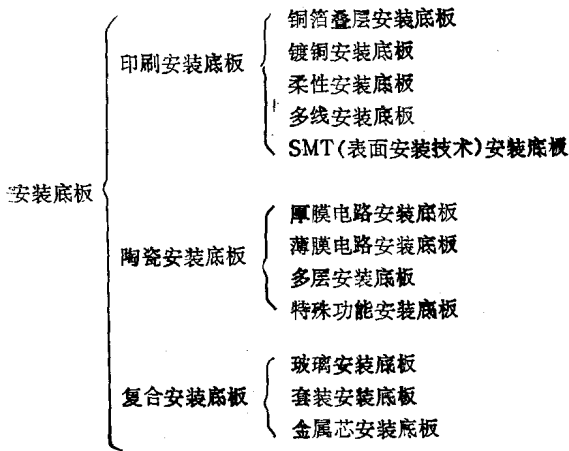 铜箔叠层安装底板
印刷安装底板
镀铜安装底板
柔性安装底板
多线安装底板
SMT(表面安装技术)安装底板
安装底板
厚膜电路安装底板
陶瓷安装底板
薄膜电路安装底板
多层安装底板
特殊功能安装底板
玻璃安装底板
复合安装底板
套装安装底板
金属芯安装底板